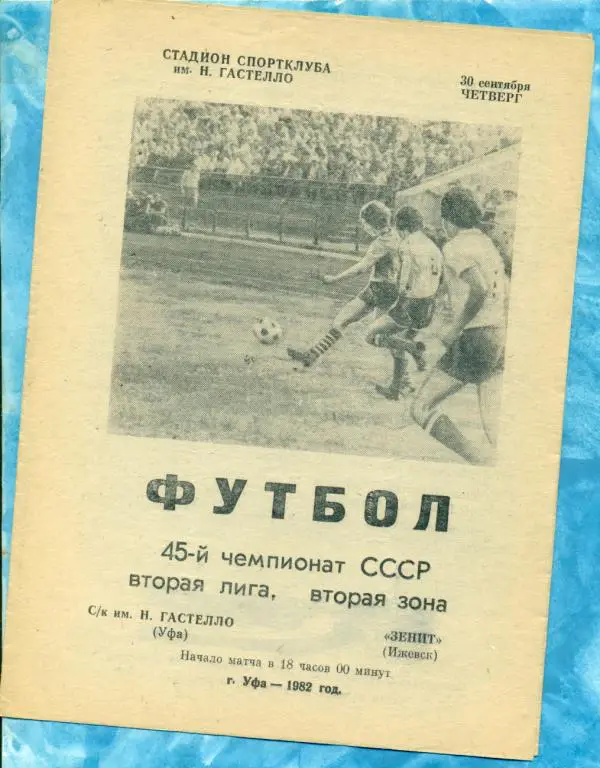 СТАДИОН СПОРТКЛУБА
им. Н. ГАСТЕЛЛО
30 сентября
ЧЕТВЕРГ
ФУТБОЛ
45-й чемпионат СССР
вторая лига, вторая зона
С/к им. Н. ГАСТЕЛЛО
(Уфа)
«ЗЕНИТ»
(Ижевск)
Начало матча в 18 часов 00 минут
г. Уфа — 1982 год.